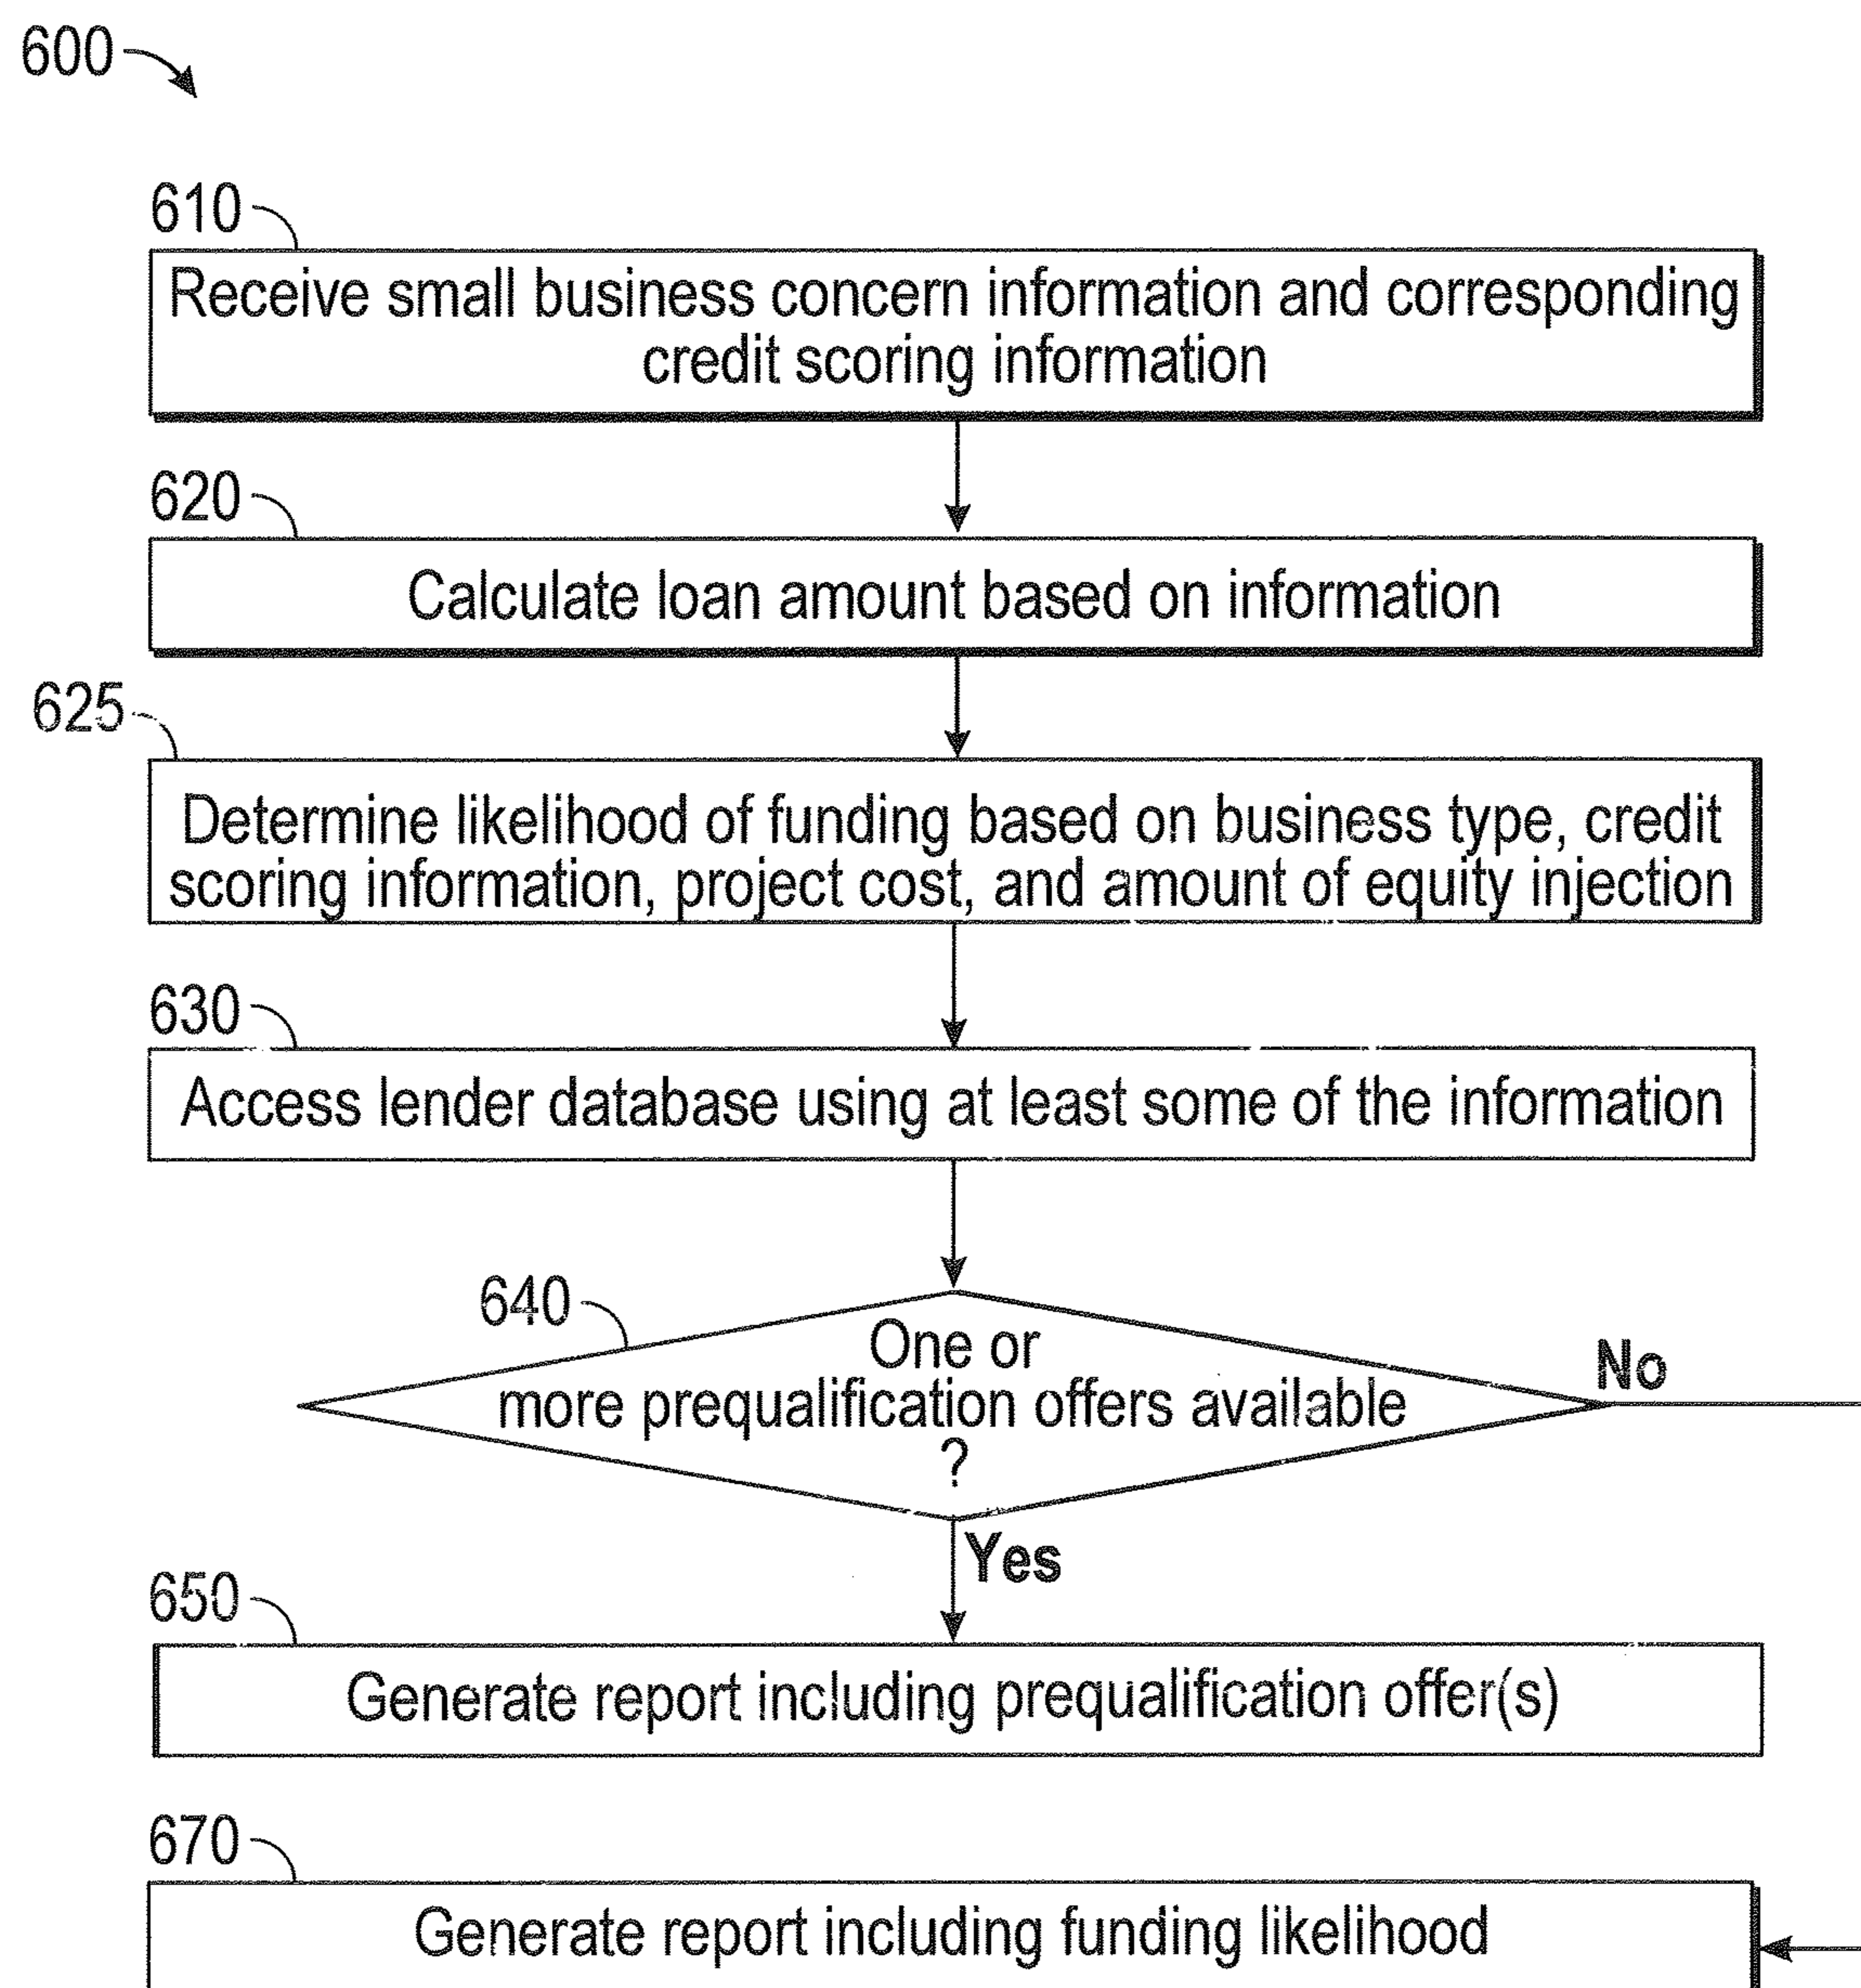 600
610
Receive small business concern information and corresponding
credit scoring information
620
Calculate loan amount based on information
625
Determine likelihood of funding based on business type, credit
scoring information, project cost, and amount of equity injection
630
Access lender database using at least some of the information
640
One or
more prequalification offers available
?
No
Yes
650
Generate report including prequalification offer(s)
670
Generate report including funding likelihood